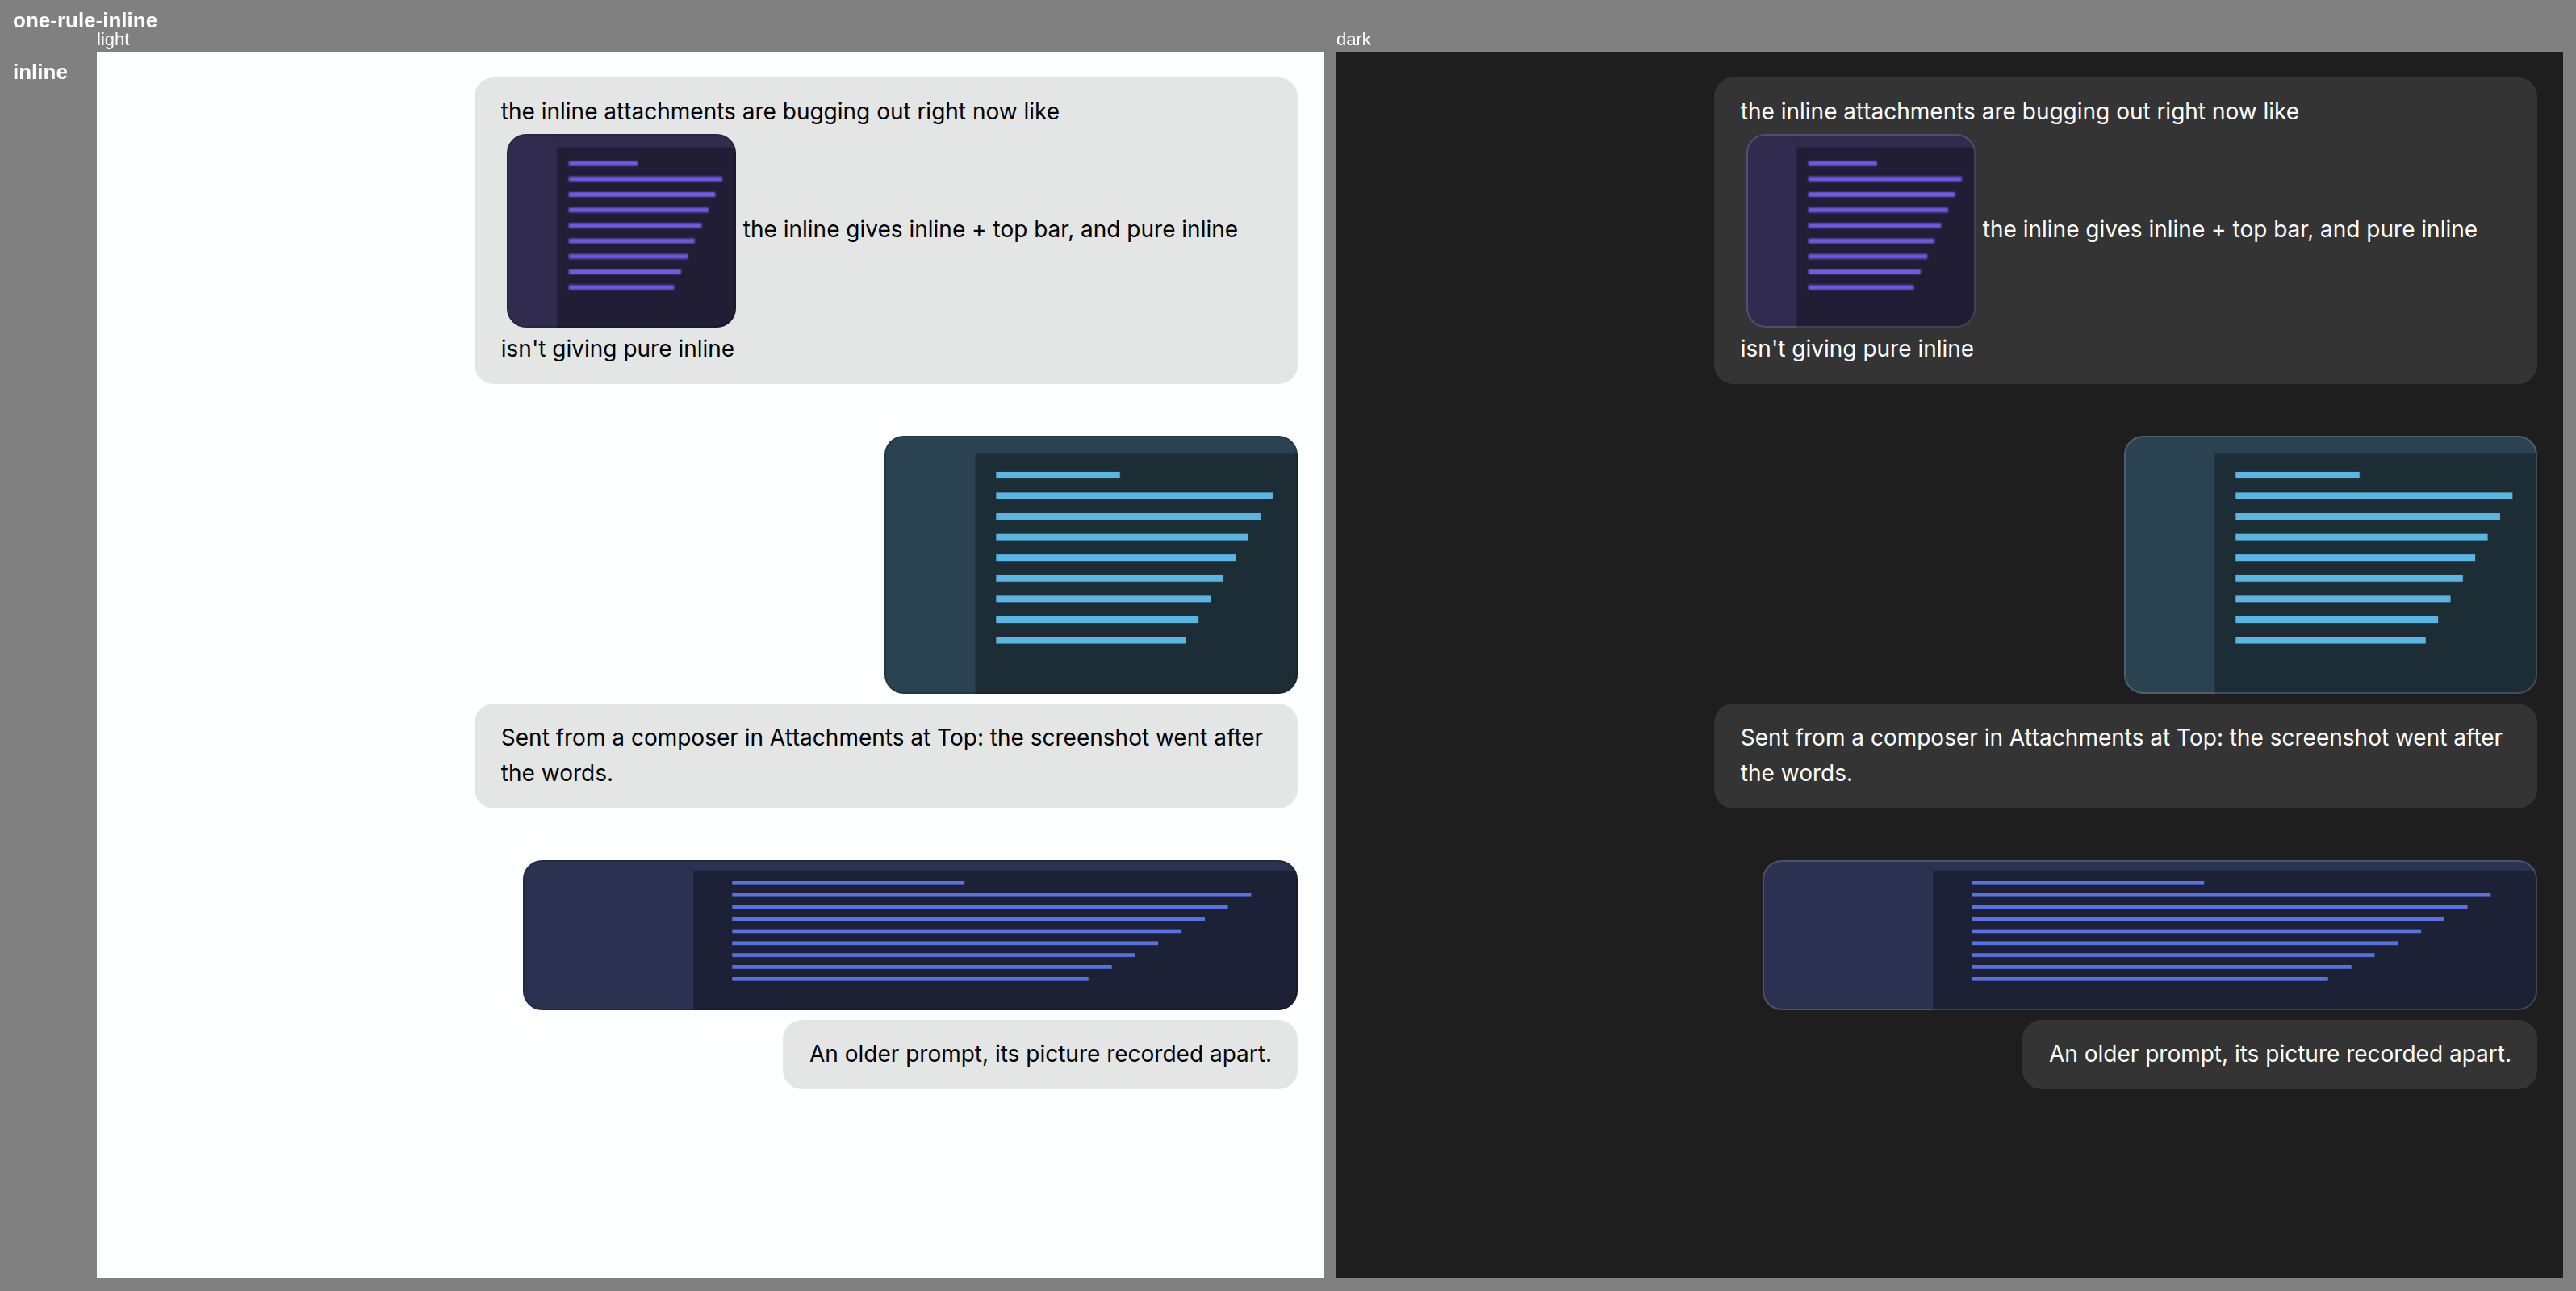 one-rule-inline
light
dark
inline
the inline attachments are bugging out right now like
the inline gives inline + top bar, and pure inline
isn't giving pure inline
Sent from a composer in Attachments at Top: the screenshot went after
the words.
An older prompt, its picture recorded apart.
the inline attachments are bugging out right now like
the inline gives inline + top bar, and pure inline
isn't giving pure inline
Sent from a composer in Attachments at Top: the screenshot went after
the words.
An older prompt, its picture recorded apart.